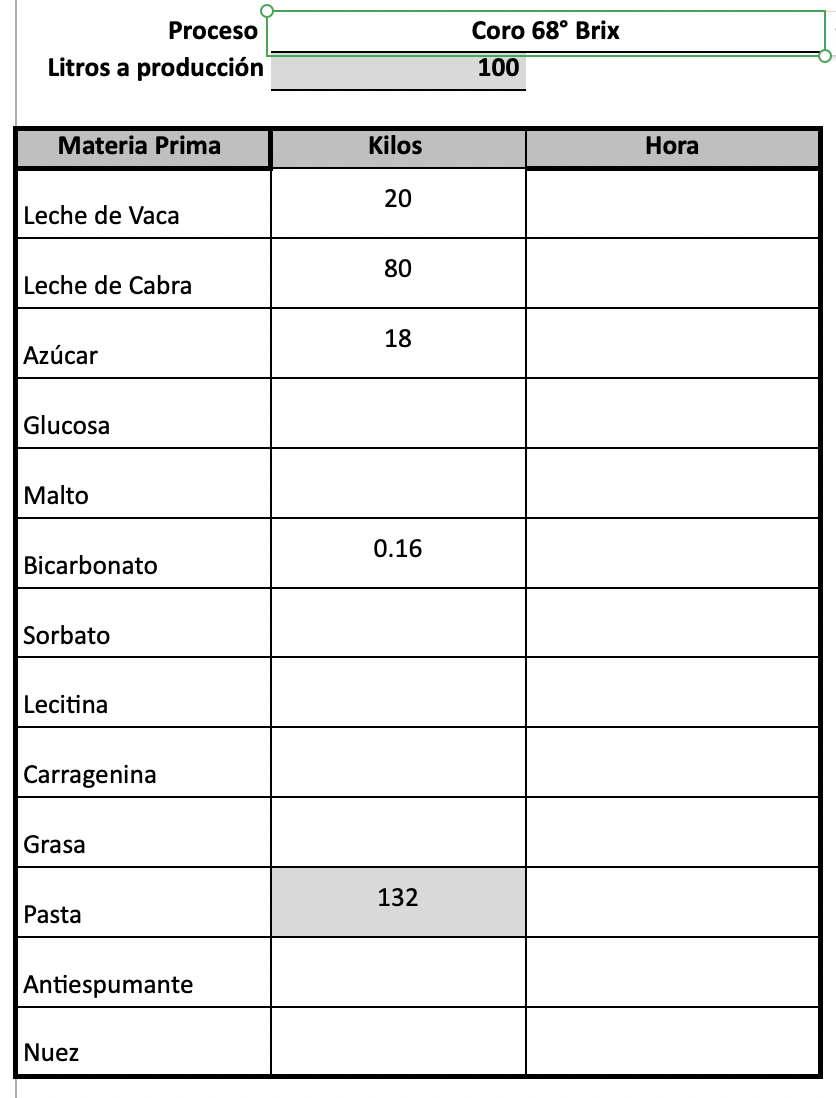 Proceso Coro 68° Brix
Litros a producción 100
Materia Prima Kilos Hora
Leche de Vaca 20
Leche de Cabra 80
Azúcar 18
Glucosa
Malto
Bicarbonato 0.16
Sorbato
Lecitina
Carragenina
Grasa
Pasta 132
Antiespumante
Nuez